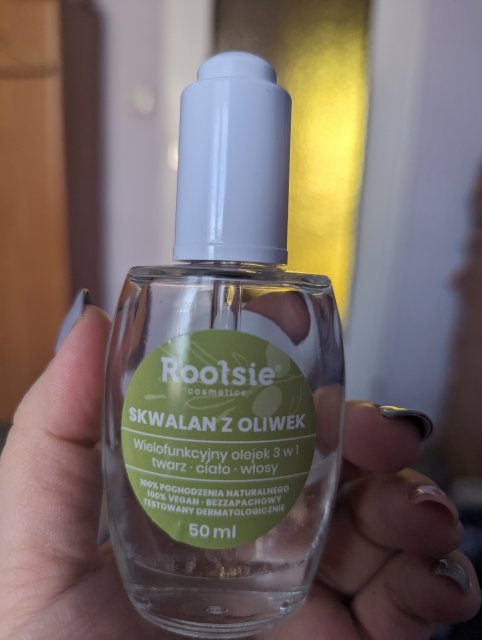 Rootsie®
cosmetics
SKWALAN Z OLIWEK
Wielofunkcyjny olejek 3 w 1
twarz · ciało · włosy
100% POCHODZENIA NATURALNEGO
100% VEGAN · BEZZAPACHOWY
TESTOWANY DERMATOLOGICZNIE
50 ml